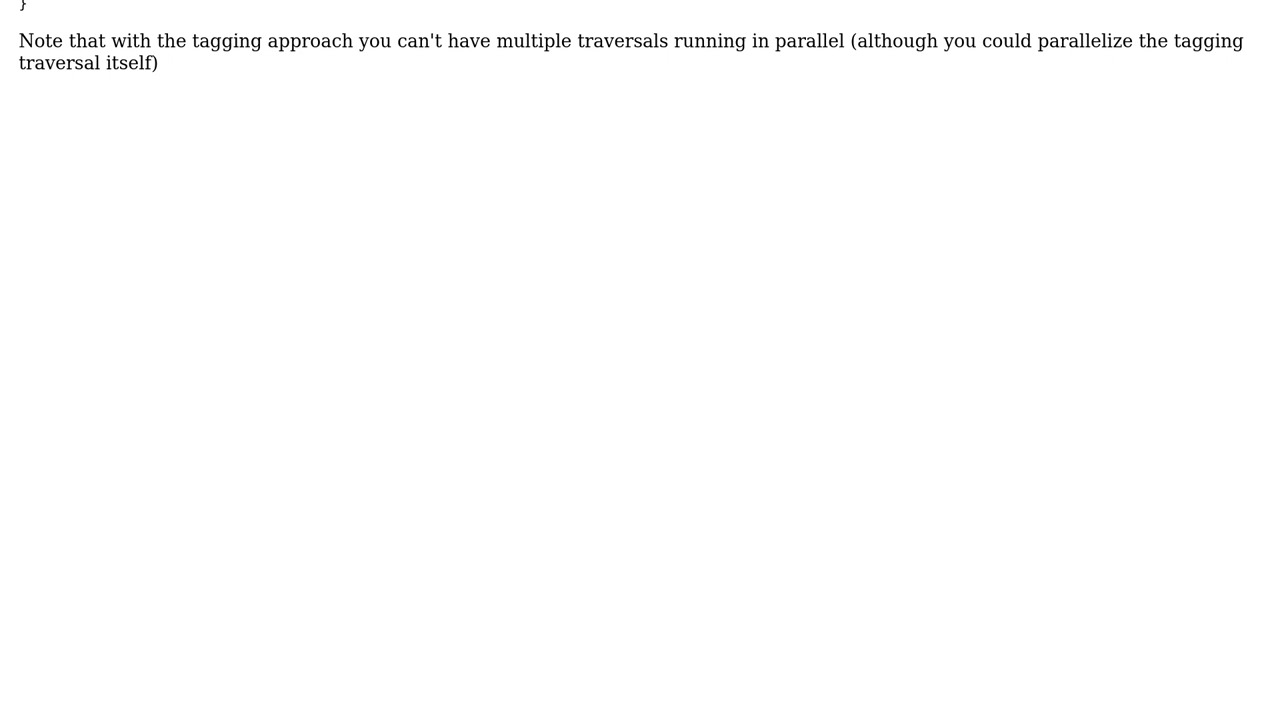 }
Note that with the tagging approach you can't have multiple traversals running in parallel (although you could parallelize the tagging
traversal itself)